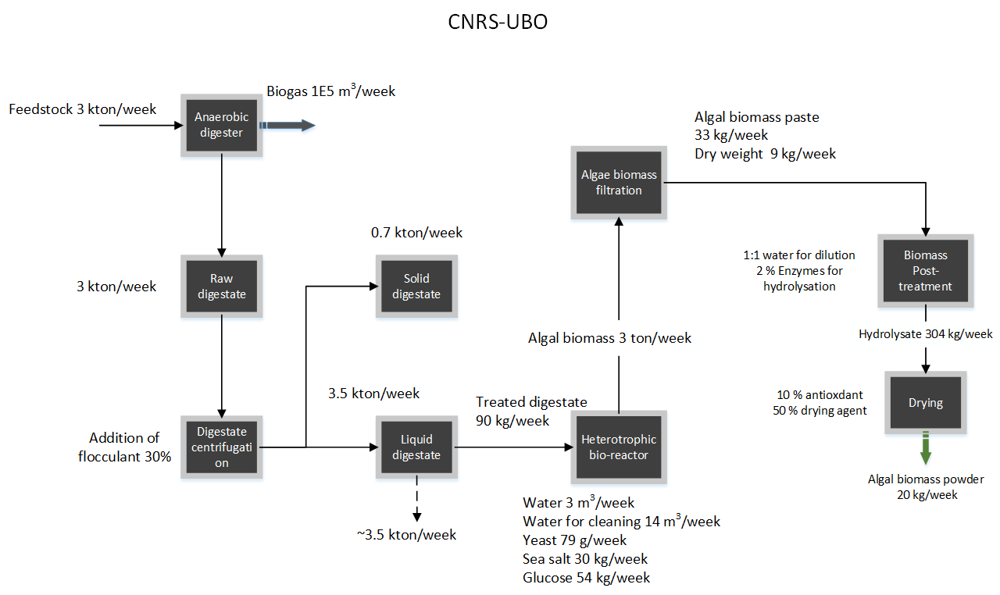 CNRS-UBO
Feedstock 3 kton/week
Anaerobic
digester
Biogas 1E5 m³/week
3 kton/week
Raw
digestate
0.7 kton/week
Solid
digestate
Addition of
flocculant 30%
Digestate
centrifugati
on
3.5 kton/week
Liquid
digestate
~3.5 kton/week
Treated digestate
90 kg/week
Heterotrophic
bio-reactor
Water 3 m³/week
Water for cleaning 14 m³/week
Yeast 79 g/week
Sea salt 30 kg/week
Glucose 54 kg/week
Algal biomass 3 ton/week
Algae biomass
filtration
Algal biomass paste
33 kg/week
Dry weight 9 kg/week
1:1 water for dilution
2 % Enzymes for
hydrolysation
Biomass
Post-
treatment
Hydrolysate 304 kg/week
10 % antioxdant
50 % drying agent
Drying
Algal biomass powder
20 kg/week